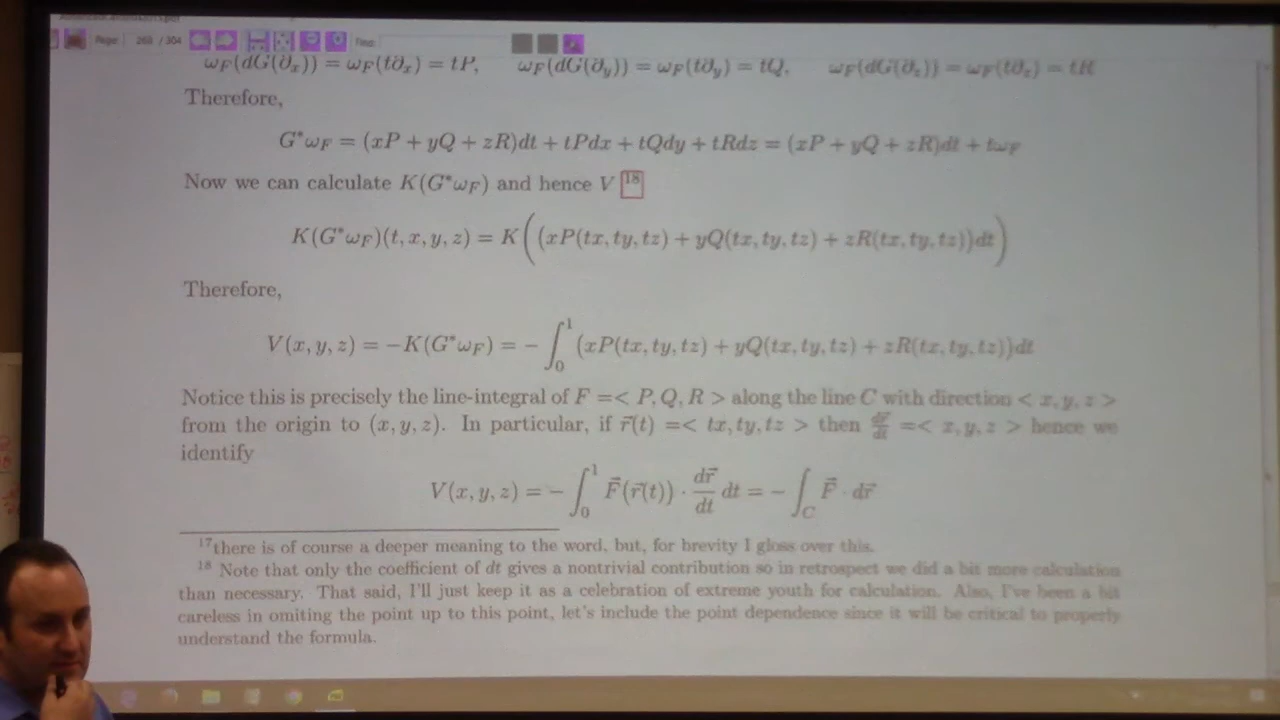 Page 268 / 304 Find:
ω_F(dG(∂_x)) = ω_F(t∂_x) = tP, ω_F(dG(∂_y)) = ω_F(t∂_y) = tQ, ω_F(dG(∂_z)) = ω_F(t∂_z) = tR
Therefore,
G*ω_F = (xP + yQ + zR)dt + tPdx + tQdy + tRdz = (xP + yQ + zR)dt + tω_F
Now we can calculate K(G*ω_F) and hence V 18
K(G*ω_F)(t, x, y, z) = K( (xP(tx, ty, tz) + yQ(tx, ty, tz) + zR(tx, ty, tz))dt )
Therefore,
V(x, y, z) = −K(G*ω_F) = − ∫_0^1 (xP(tx, ty, tz) + yQ(tx, ty, tz) + zR(tx, ty, tz))dt
Notice this is precisely the line-integral of F =< P, Q, R > along the line C with direction < x, y, z >
from the origin to (x, y, z). In particular, if r⃗(t) =< tx, ty, tz > then dr⃗/dt =< x, y, z > hence we
identify
V(x, y, z) = − ∫_0^1 F⃗(r⃗(t)) · dr⃗/dt dt = − ∫_C F⃗ · dr⃗
17 there is of course a deeper meaning to the word, but, for brevity I gloss over this.
18 Note that only the coefficient of dt gives a nontrivial contribution so in retrospect we did a bit more calculation
than necessary. That said, I'll just keep it as a celebration of extreme youth for calculation. Also, I've been a bit
careless in omiting the point up to this point, let's include the point dependence since it will be critical to properly
understand the formula.